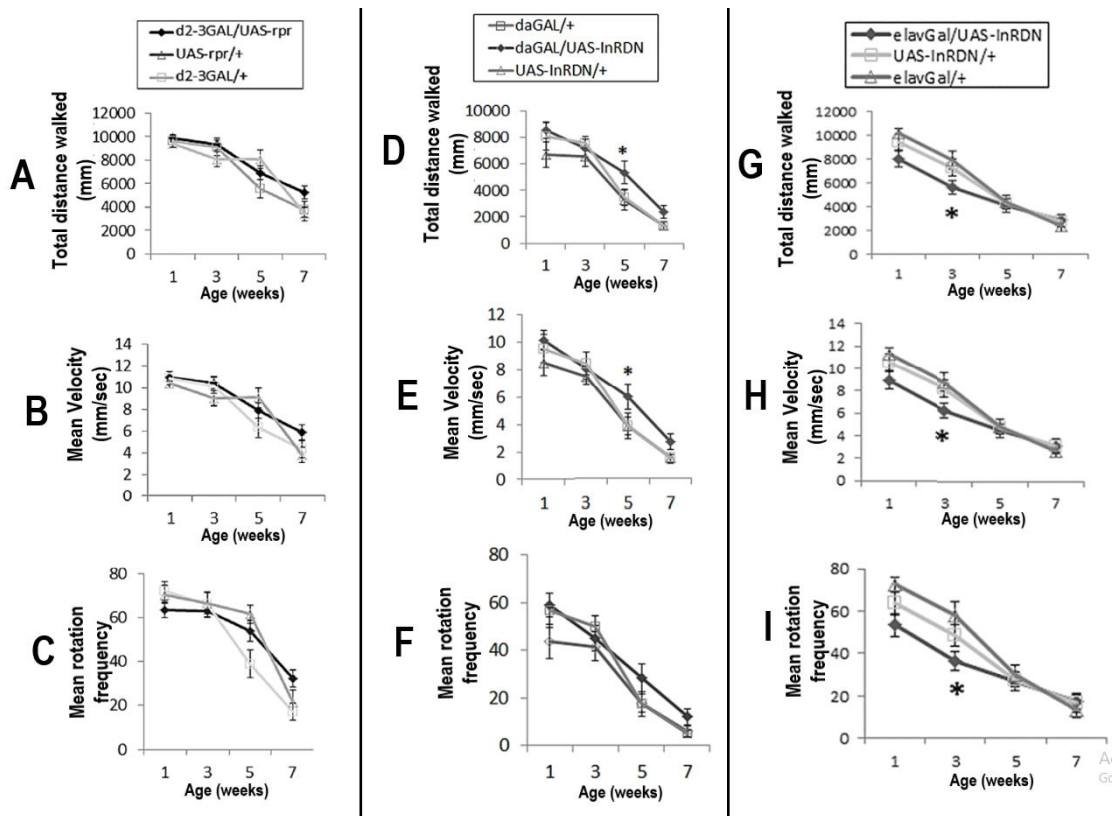 d2-3GAL/UAS-rpr
UAS-rpr/+
d2-3GAL/+
A
Total distance walked
(mm)
12000
10000
8000
6000
4000
2000
0
1 3 5 7
Age (weeks)
B
Mean Velocity
(mm/sec)
14
12
10
8
6
4
2
0
1 3 5 7
Age (weeks)
C
Mean rotation
frequency
80
60
40
20
0
1 3 5 7
Age (weeks)
daGAL/+
daGAL/UAS-InRDN
UAS-InRDN/+
D
Total distance walked
(mm)
10000
8000
6000
4000
2000
0
*
1 3 5 7
Age (weeks)
E
Mean Velocity
(mm/sec)
12
10
8
6
4
2
0
*
1 3 5 7
Age (weeks)
F
Mean rotation
frequency
80
60
40
20
0
1 3 5 7
Age (weeks)
elavGal/UAS-InRDN
UAS-InRDN/+
elavGal/+
G
Total distance walked
(mm)
12000
10000
8000
6000
4000
2000
0
*
1 3 5 7
Age (weeks)
H
Mean Velocity
(mm/sec)
14
12
10
8
6
4
2
0
*
1 3 5 7
Age (weeks)
I
Mean rotation
frequency
80
60
40
20
0
*
1 3 5 7
Age (weeks)